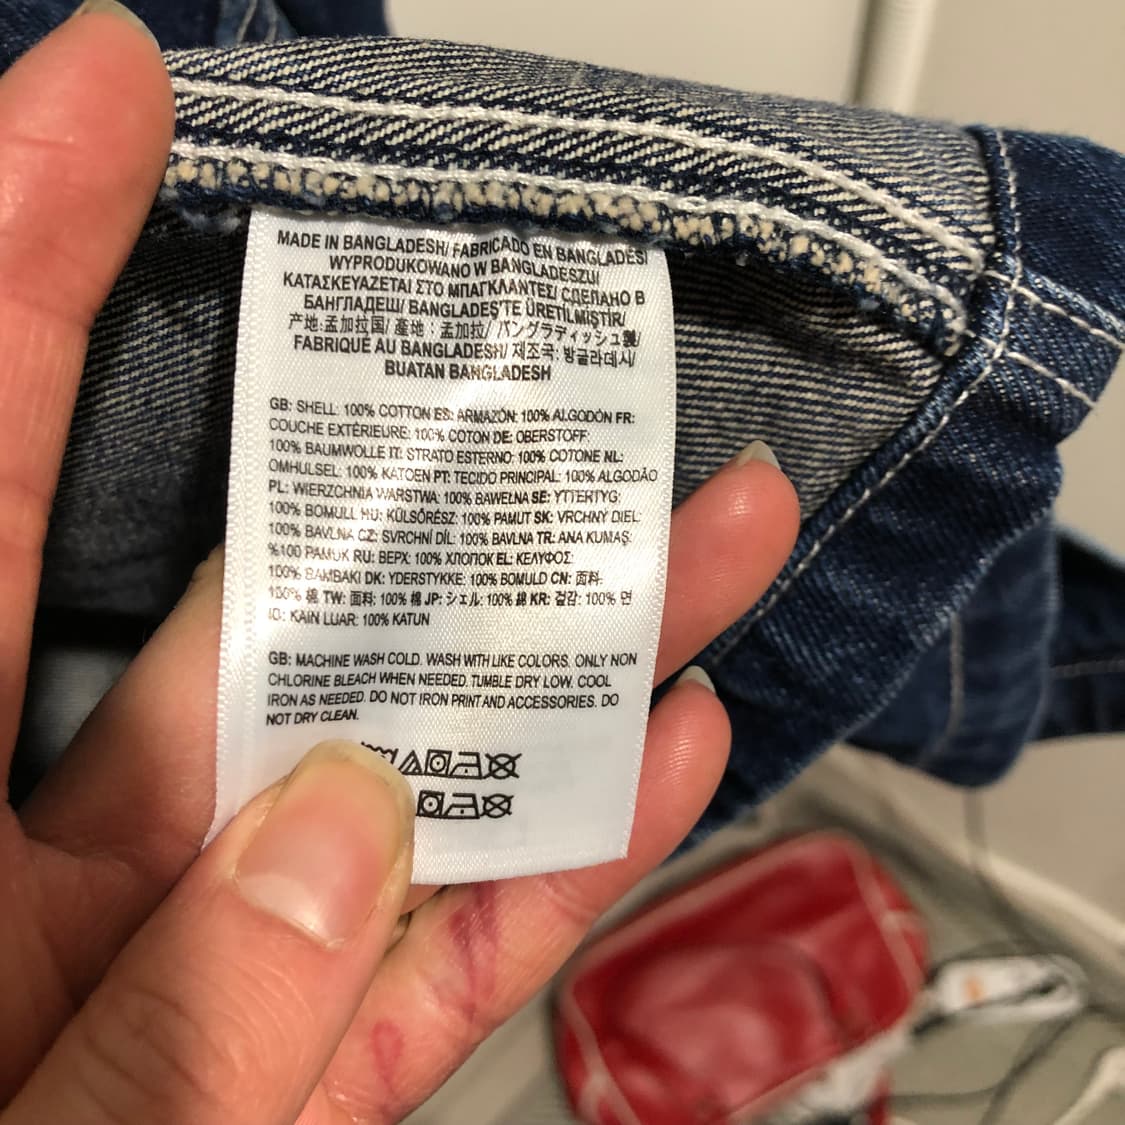 MADE IN BANGLADESH/ FABRICADO EN BANGLADÉS/
WYPRODUKOWANO W BANGLADESZU/
ΚΑΤΑΣΚΕΥΑΖΕΤΑΙ ΣΤΟ ΜΠΑΓΚΛΑΝΤΕΣ/ СДЕЛАНО В
БАНГЛАДЕШ/ BANGLADEŞ'TE ÜRETİLMİŞTİR/
产地:孟加拉国/ 產地:孟加拉/ バングラディッシュ製/
FABRIQUÉ AU BANGLADESH/ 제조국: 방글라데시/
BUATAN BANGLADESH
GB: SHELL: 100% COTTON ES: ARMAZÓN: 100% ALGODÓN FR:
COUCHE EXTÉRIEURE: 100% COTON DE: OBERSTOFF:
100% BAUMWOLLE IT: STRATO ESTERNO: 100% COTONE NL:
OMHULSEL: 100% KATOEN PT: TECIDO PRINCIPAL: 100% ALGODÃO
PL: WIERZCHNIA WARSTWA: 100% BAWEŁNA SE: YTTERTYG:
100% BOMULL HU: KÜLSŐRÉSZ: 100% PAMUT SK: VRCHNÝ DIEL:
100% BAVLNA CZ: SVRCHNÍ DÍL: 100% BAVLNA TR: ANA KUMAŞ:
%100 PAMUK RU: ВЕРХ: 100% ХЛОПОК EL: ΚΕΛΥΦΟΣ:
100% BAMBAKI DK: YDERSTYKKE: 100% BOMULD CN: 面料:
100% 棉 TW: 面料: 100% 棉 JP: シェル: 100% 綿 KR: 겉감: 100% 면
ID: KAIN LUAR: 100% KATUN
GB: MACHINE WASH COLD. WASH WITH LIKE COLORS. ONLY NON
CHLORINE BLEACH WHEN NEEDED. TUMBLE DRY LOW. COOL
IRON AS NEEDED. DO NOT IRON PRINT AND ACCESSORIES. DO
NOT DRY CLEAN.